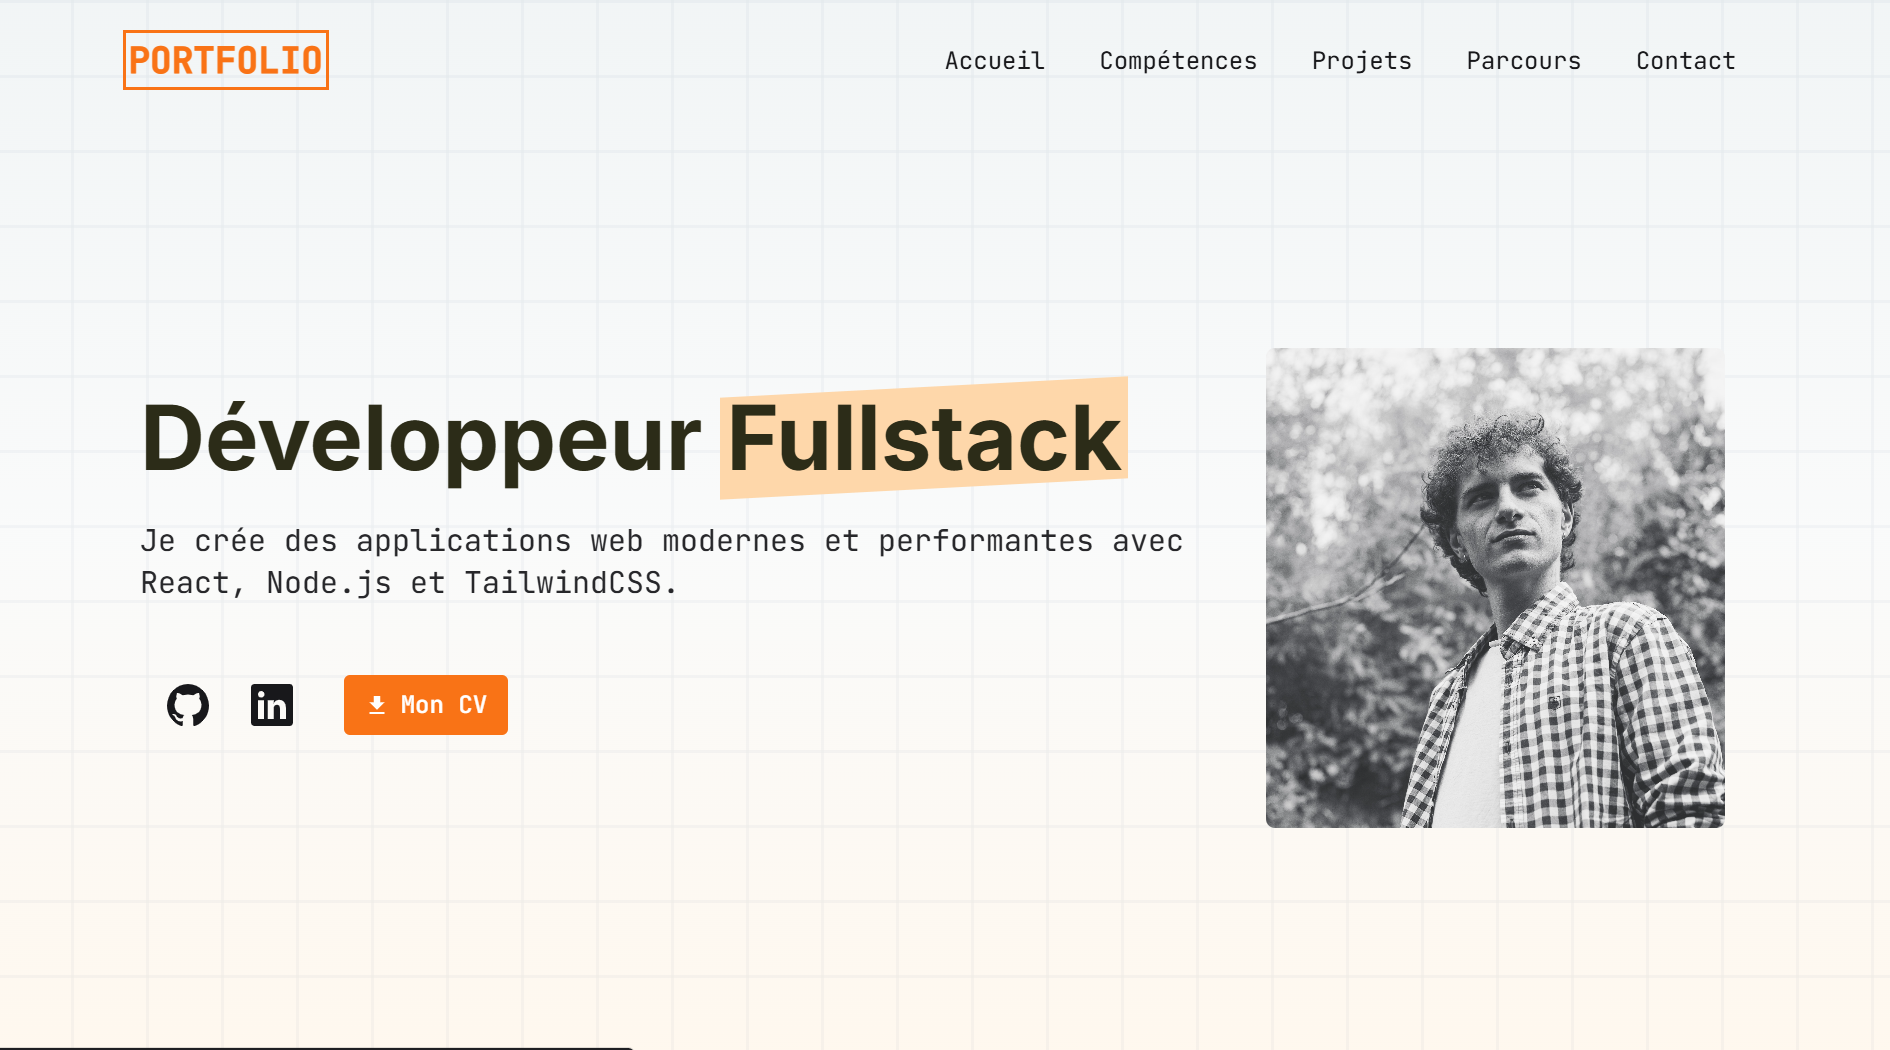 PORTFOLIO
Accueil Compétences Projets Parcours Contact
Développeur Fullstack
Je crée des applications web modernes et performantes avec
React, Node.js et TailwindCSS.
in Mon CV